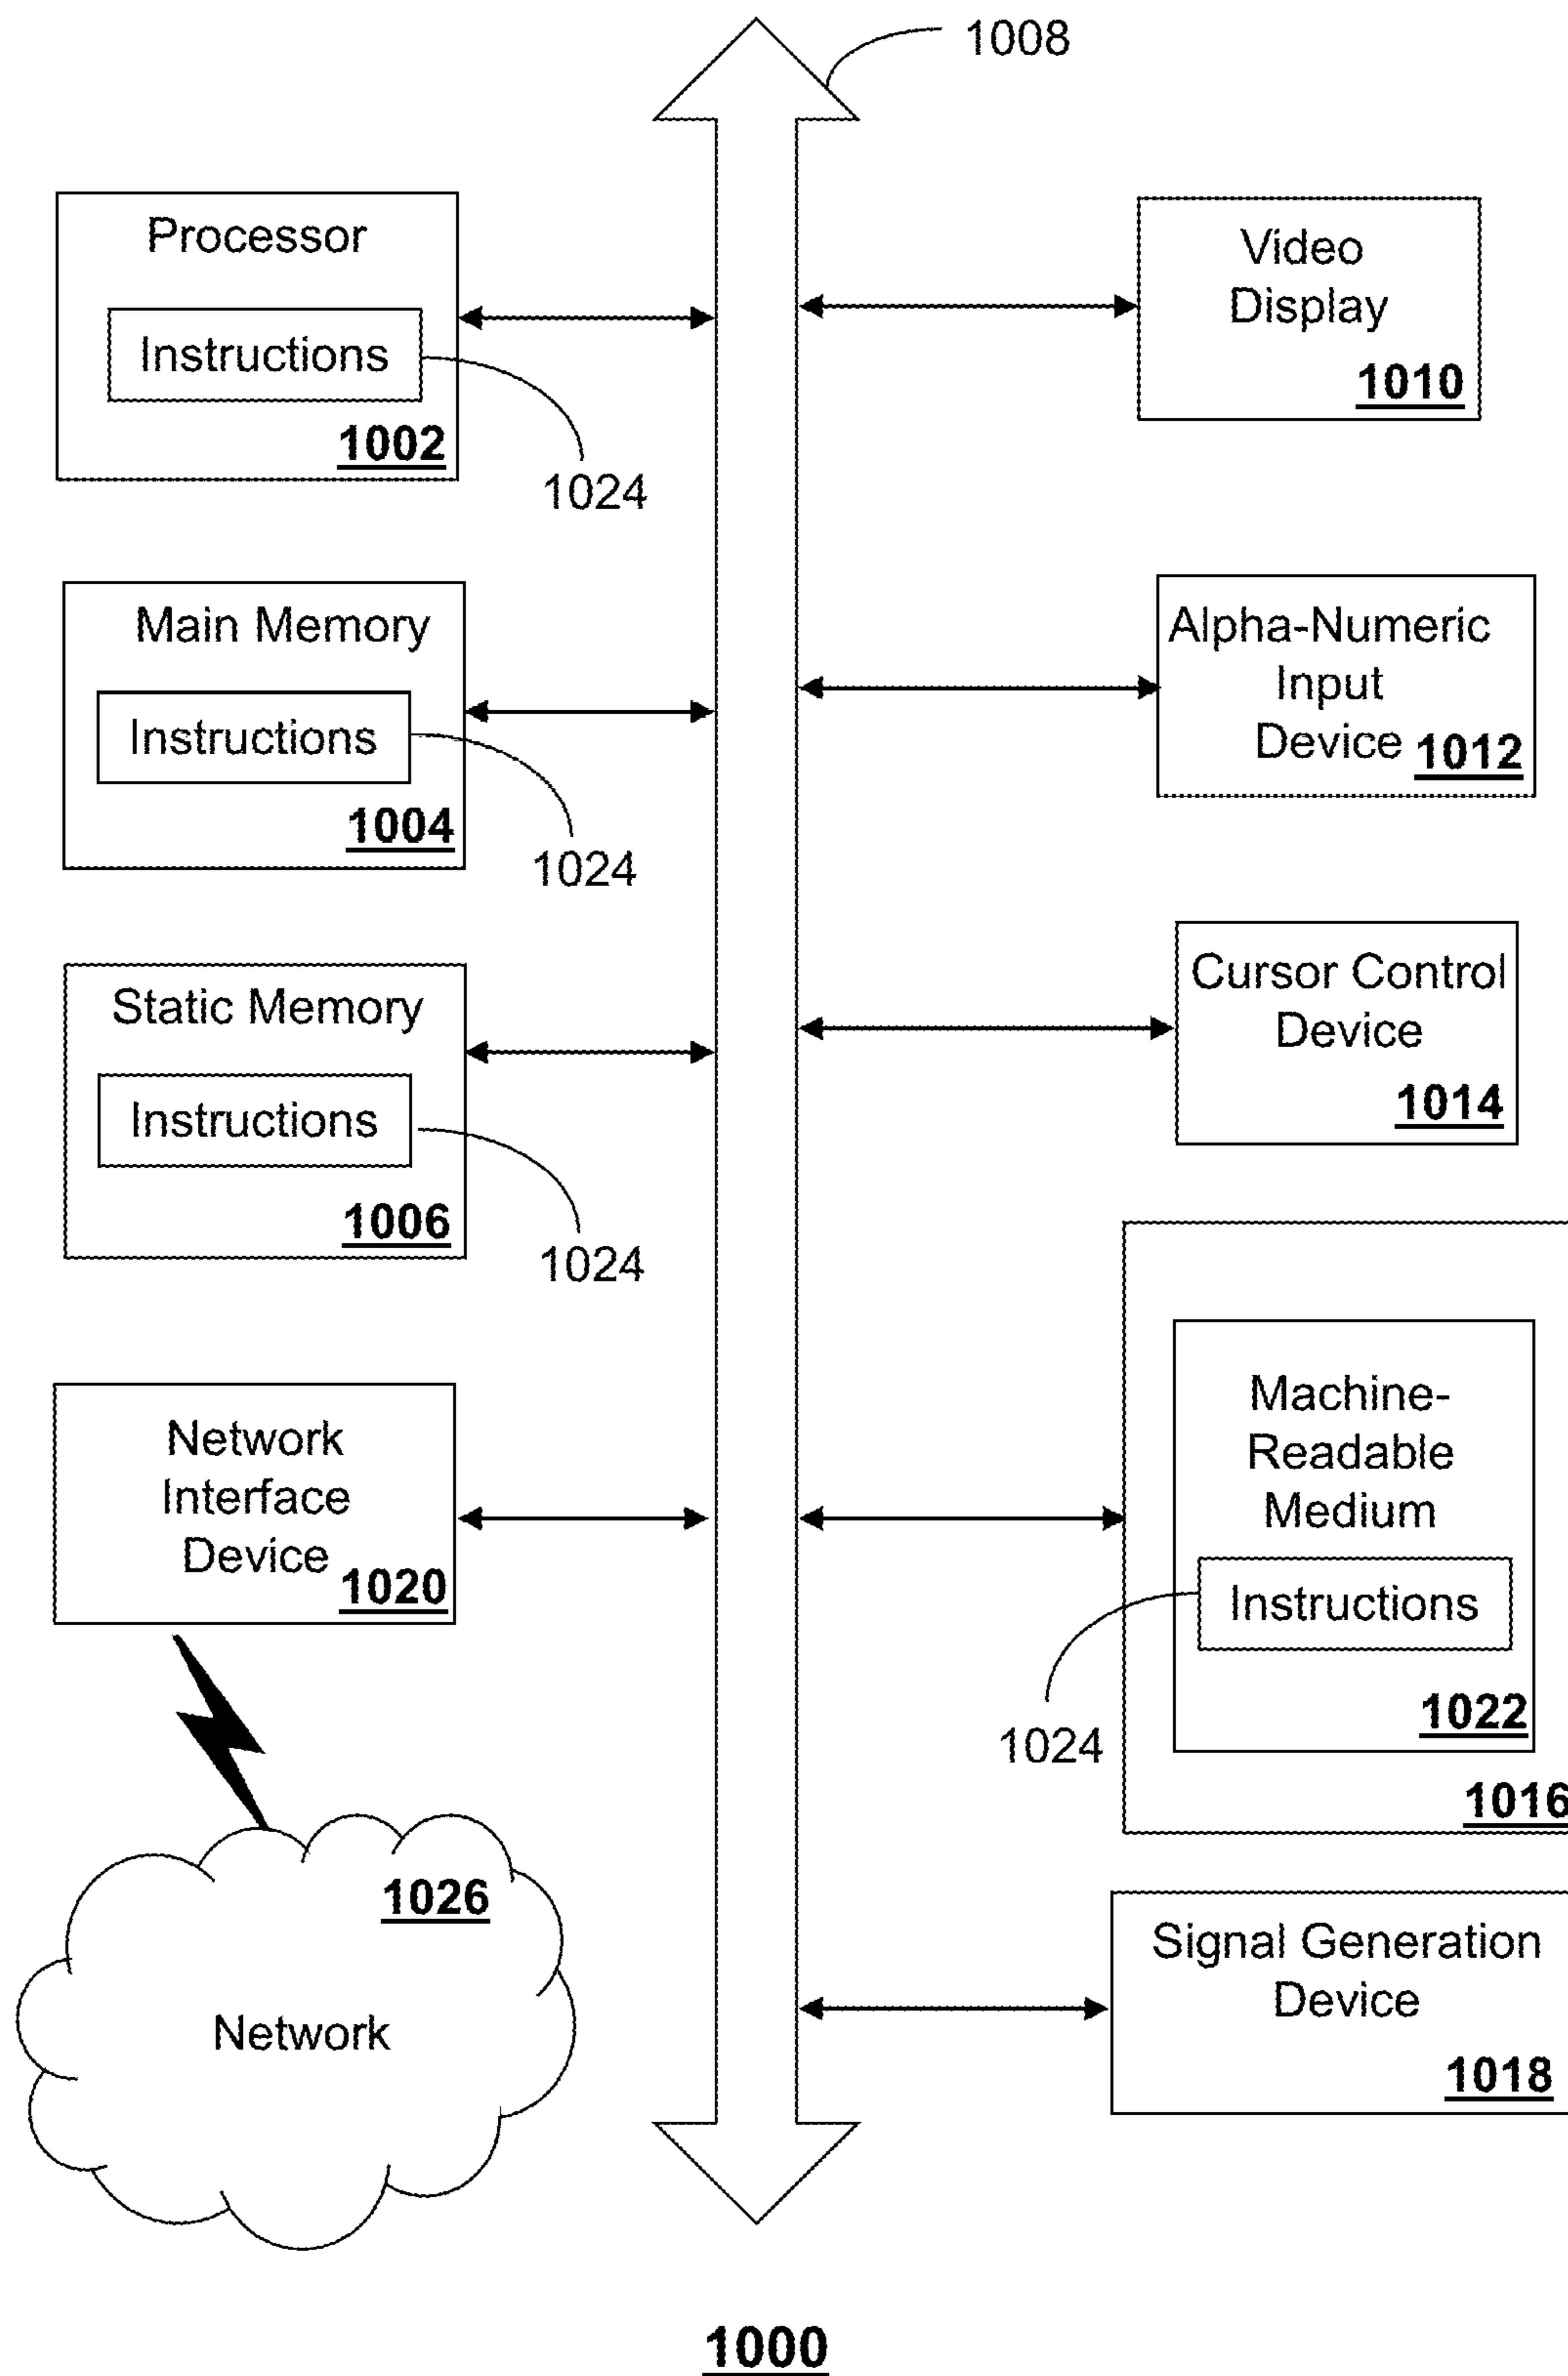 1008
Processor
Instructions
1002
1024
Main Memory
Instructions
1004
1024
Static Memory
Instructions
1006
1024
Network
Interface
Device
1020
1026
Network
Video
Display
1010
Alpha-Numeric
Input
Device 1012
Cursor Control
Device
1014
Machine-
Readable
Medium
Instructions
1022
1024
1016
Signal Generation
Device
1018
1000